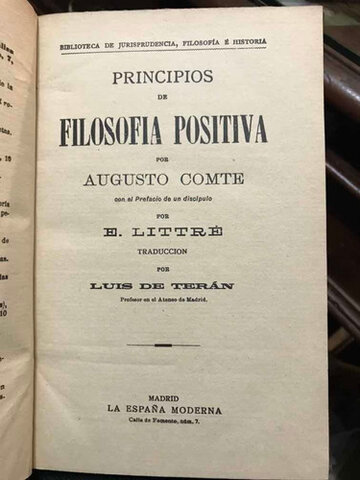 BIBLIOTECA DE JURISPRUDENCIA, FILOSOFÍA É HISTORIA
PRINCIPIOS
DE
FILOSOFIA POSITIVA
POR
AUGUSTO COMTE
con el Prefacio de un discípulo
POR
E. LITTRÉ
TRADUCCION
POR
LUIS DE TERÁN
Profesor en el Ateneo de Madrid.
MADRID
LA ESPAÑA MODERNA
Calle de Fomento, núm. 7.